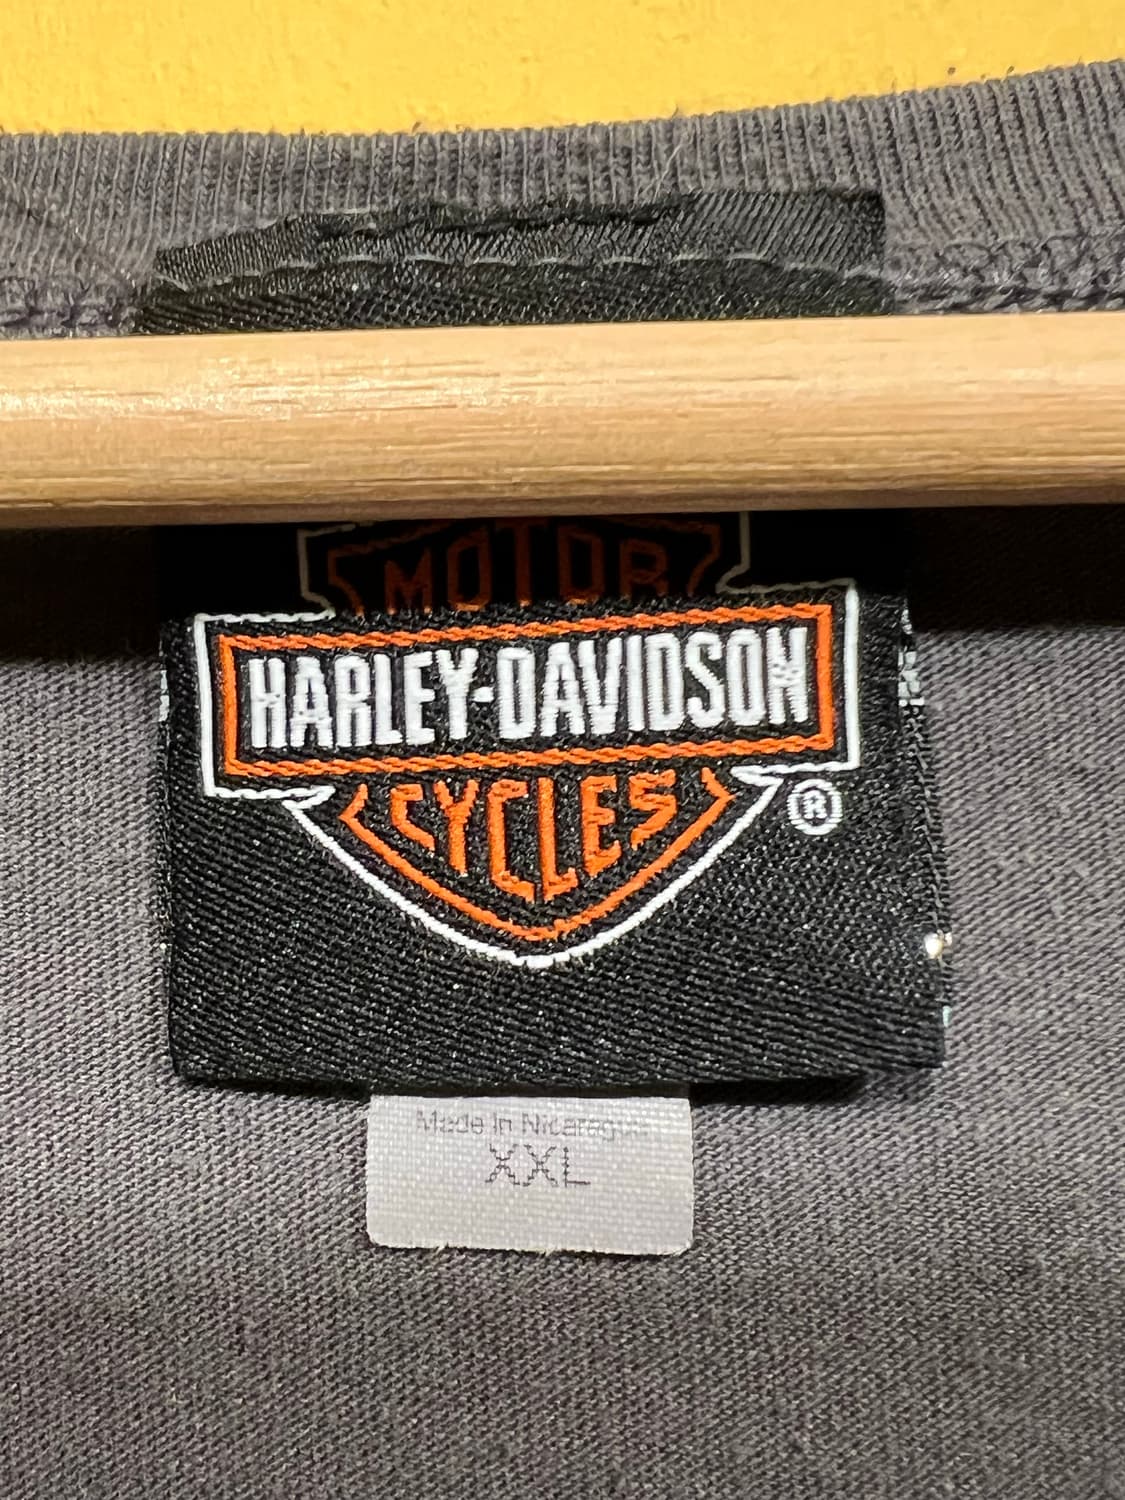 MOTOR
HARLEY-DAVIDSON
CYCLES
®
Made In Nicaragua
XXL